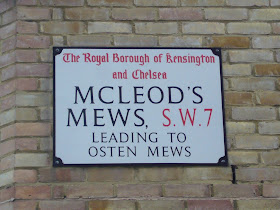 The Royal Borough of Kensington
and Chelsea
MCLEOD'S
MEWS, S.W.7
LEADING TO
OSTEN MEWS